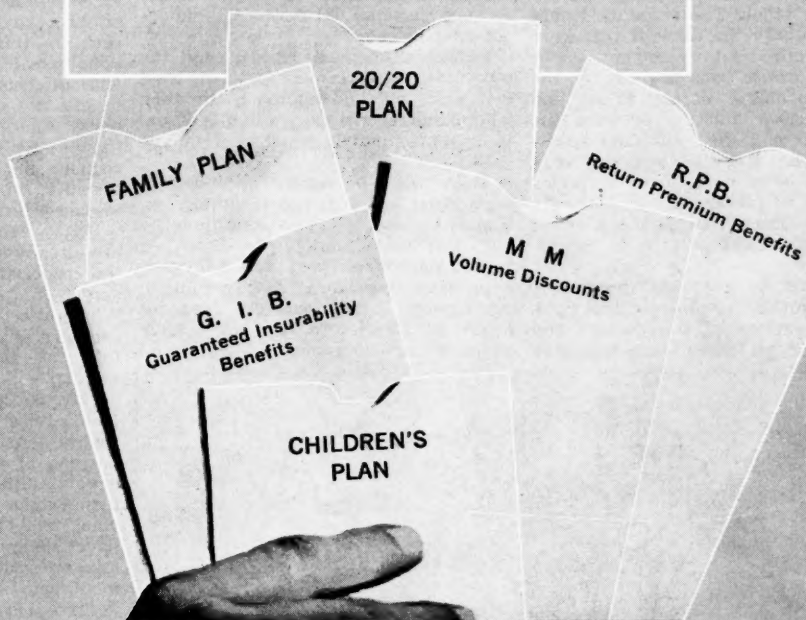 20/20
PLAN
FAMILY PLAN
R.P.B.
Return Premium Benefits
M M
Volume Discounts
G. I. B.
Guaranteed Insurability
Benefits
CHILDREN'S
PLAN